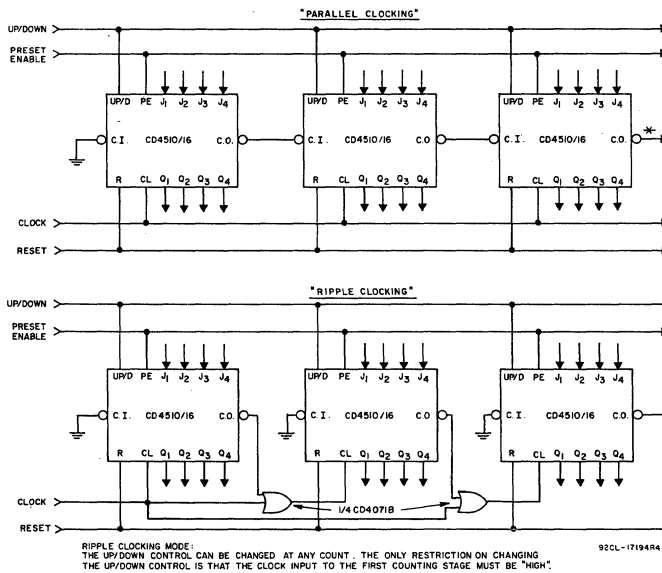 "PARALLEL CLOCKING"
UP/DOWN
PRESET
ENABLE
UP/D PE J1 J2 J3 J4
UP/D PE J1 J2 J3 J4
UP/D PE J1 J2 J3 J4
C.I. CD4510/16 C.O.
C.I. CD4510/16 C.O
C.I. CD4510/16 C.O.
*
R CL Q1 Q2 Q3 Q4
R CL Q1 Q2 Q3 Q4
R CL Q1 Q2 Q3 Q4
CLOCK
RESET
"RIPPLE CLOCKING"
UP/DOWN
PRESET
ENABLE
UP/D PE J1 J2 J3 J4
UP/D PE J1 J2 J3 J4
UP/D PE J1 J2 J3 J4
C.I. CD4510/16 C.O.
C.I. CD4510/16 C.O
C.I. CD4510/16 C.O.
R CL Q1 Q2 Q3 Q4
R CL Q1 Q2 Q3 Q4
R CL Q1 Q2 Q3 Q4
CLOCK
1/4 CD4071B
RESET
RIPPLE CLOCKING MODE:
THE UP/DOWN CONTROL CAN BE CHANGED AT ANY COUNT. THE ONLY RESTRICTION ON CHANGING
THE UP/DOWN CONTROL IS THAT THE CLOCK INPUT TO THE FIRST COUNTING STAGE MUST BE "HIGH".
92CL-17194R4